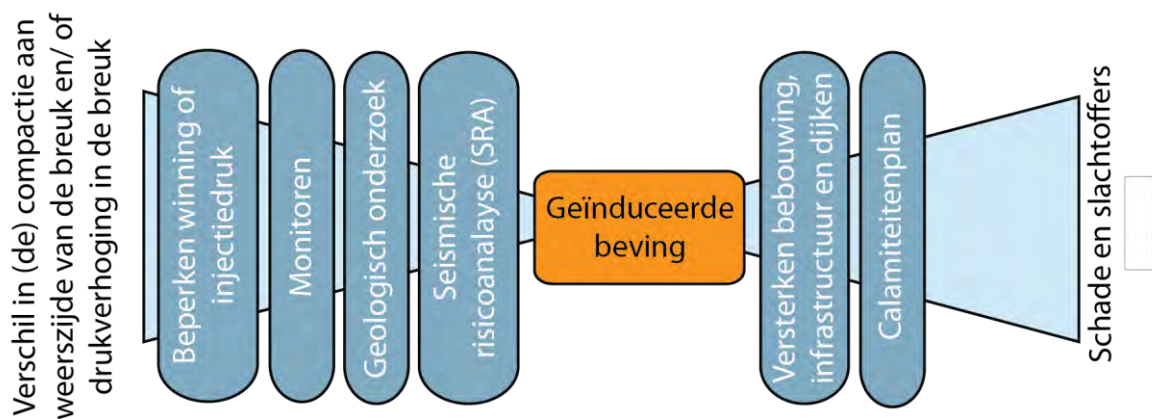 Verschil in (de) compactie aan
weerszijde van de breuk en/ of
drukverhoging in de breuk
Beperken winning of
injectiedruk
Monitoren
Geologisch onderzoek
Seismische
risicoanalayse (SRA)
Geïnduceerde
beving
Versterken bebouwing,
infrastructuur en dijken
Calamiteitenplan
Schade en slachtoffers